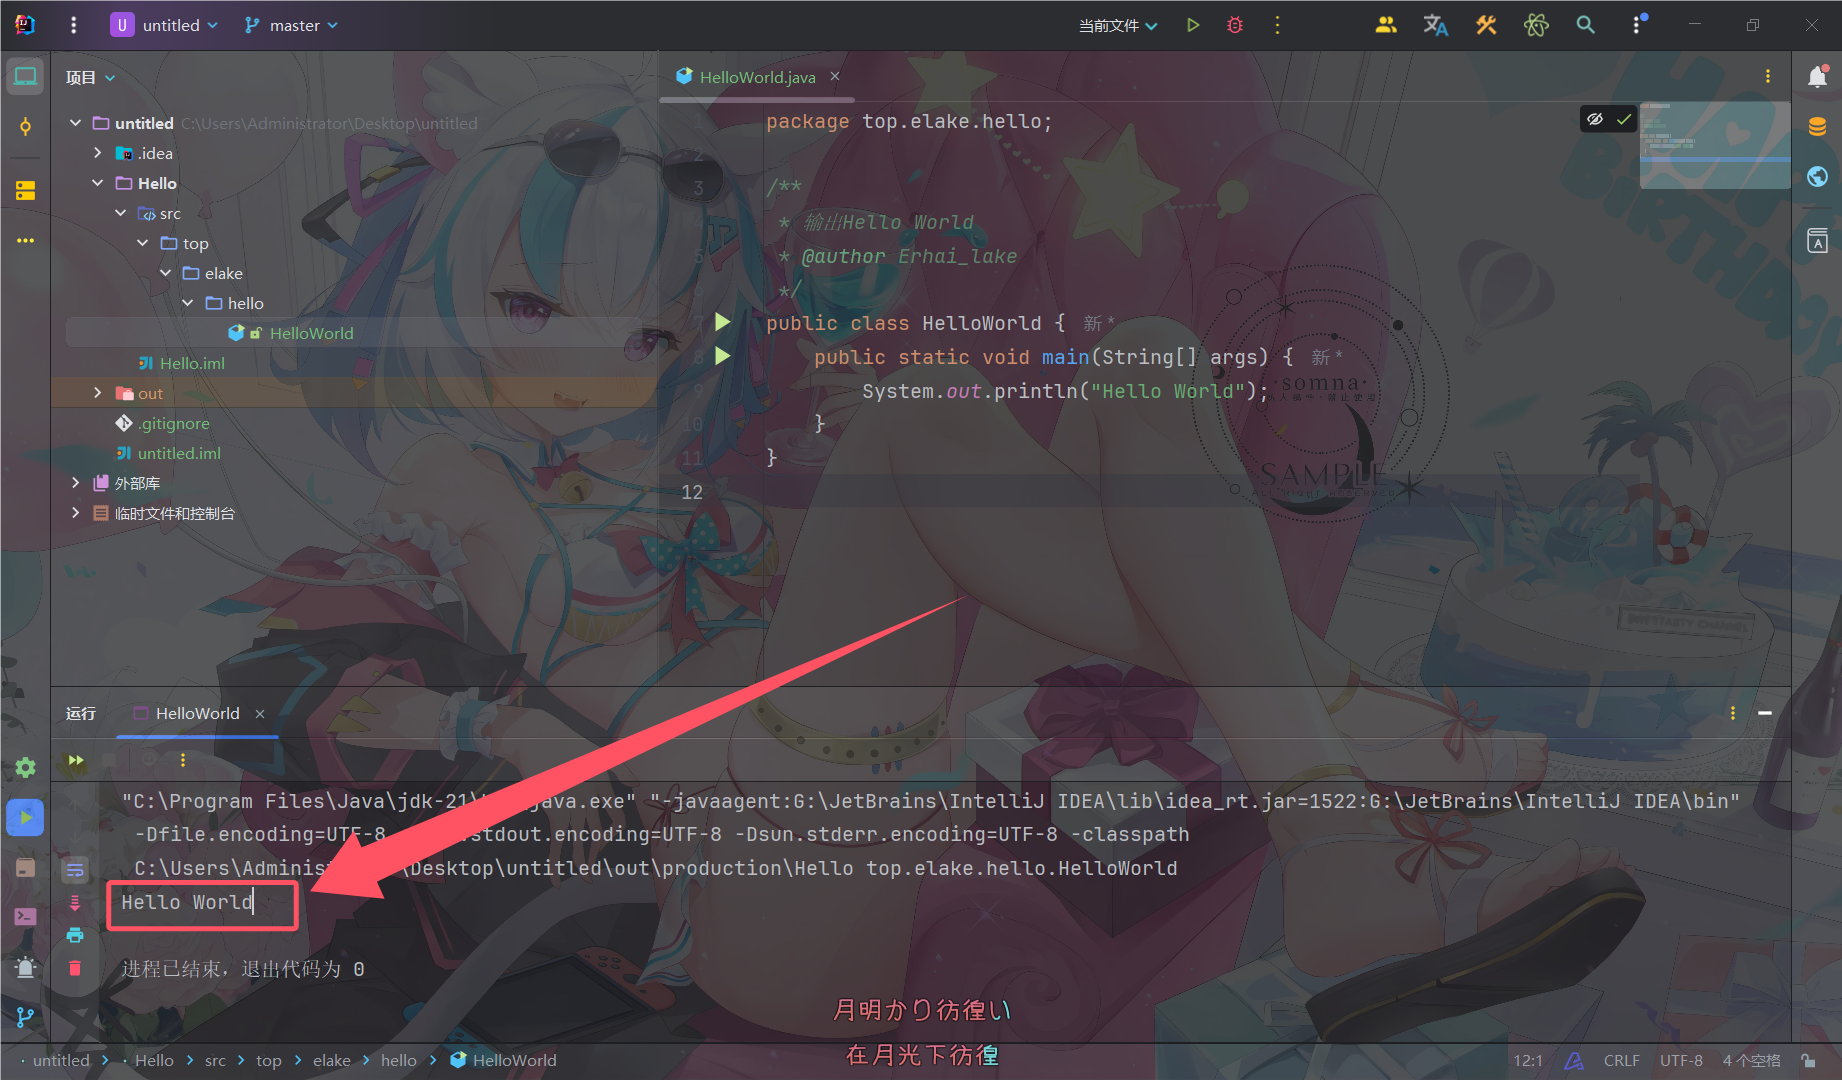 U untitled master 当前文件
项目
HelloWorld.java
untitled C:\Users\Administrator\Desktop\untitled
.idea
Hello
src
top
elake
hello
HelloWorld
Hello.iml
out
.gitignore
untitled.iml
外部库
临时文件和控制台
1 package top.elake.hello;
2
3 /**
4 * 输出Hello World
5 * @author Erhai_lake
6 */
7 public class HelloWorld { 新 *
8 public static void main(String[] args) { 新 *
9 System.out.println("Hello World");
10 }
11 }
12
·somna·
SAMPLE
运行 HelloWorld
"C:\Program Files\Java\jdk-21\ java.exe" "-javaagent:G:\JetBrains\IntelliJ IDEA\lib\idea_rt.jar=1522:G:\JetBrains\IntelliJ IDEA\bin"
-Dfile.encoding=UTF-8 .stdout.encoding=UTF-8 -Dsun.stderr.encoding=UTF-8 -classpath
C:\Users\Adminis \Desktop\untitled\out\production\Hello top.elake.hello.HelloWorld
Hello World
进程已结束，退出代码为 0
月明かり彷徨い
在月光下彷徨
untitled > Hello > src > top > elake > hello > HelloWorld
12:1 CRLF UTF-8 4 个空格